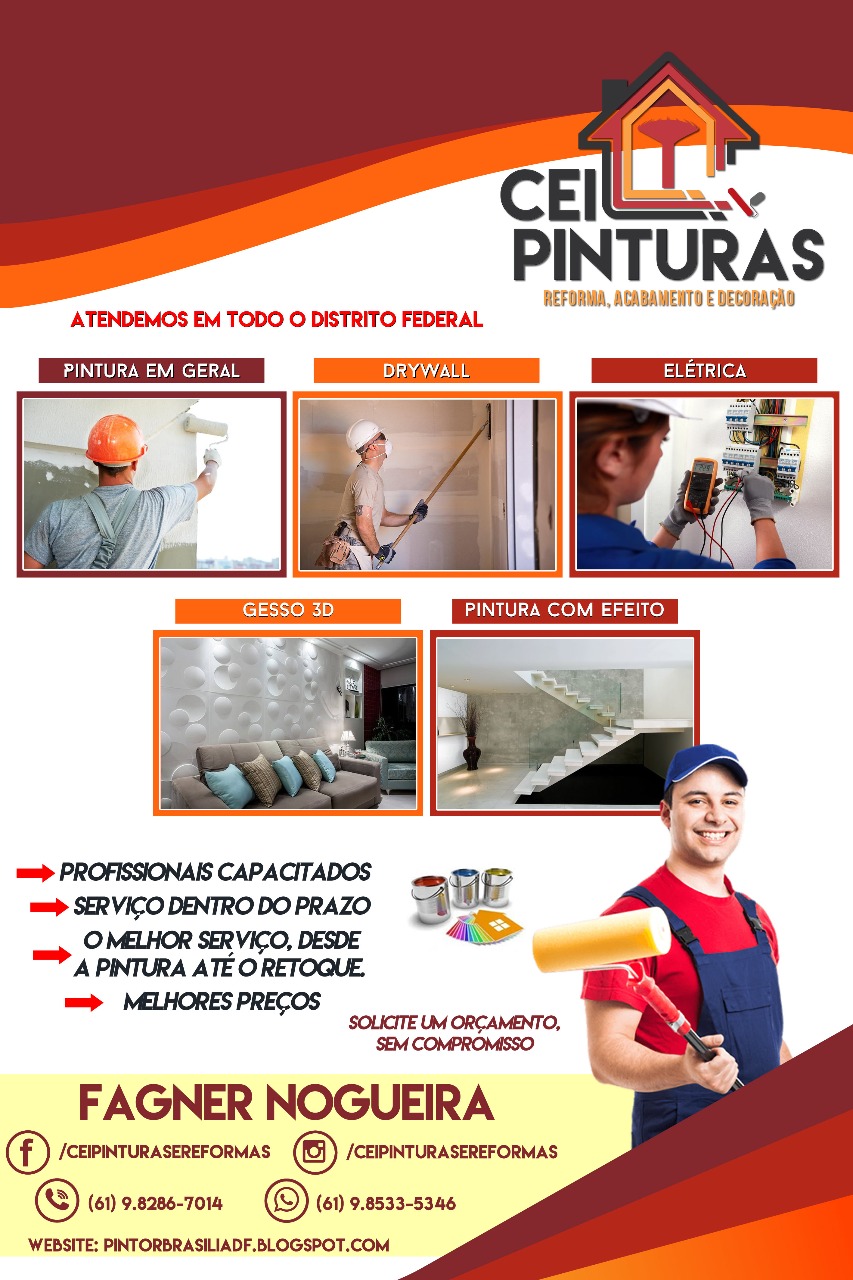 CEI
PINTURAS
REFORMA, ACABAMENTO E DECORAÇÃO
ATENDEMOS EM TODO O DISTRITO FEDERAL
PINTURA EM GERAL
DRYWALL
ELÉTRICA
GESSO 3D
PINTURA COM EFEITO
PROFISSIONAIS CAPACITADOS
SERVIÇO DENTRO DO PRAZO
O MELHOR SERVIÇO, DESDE
A PINTURA ATÉ O RETOQUE.
MELHORES PREÇOS
SOLICITE UM ORÇAMENTO,
SEM COMPROMISSO
FAGNER NOGUEIRA
/CEIPINTURASEREFORMAS
/CEIPINTURASEREFORMAS
(61) 9.8286-7014
(61) 9.8533-5346
WEBSITE: PINTORBRASILIADF.BLOGSPOT.COM